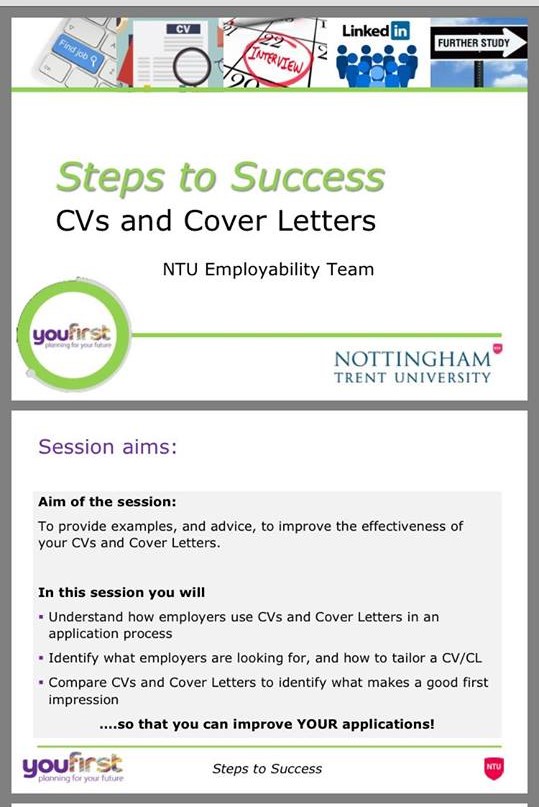 Find job
CV
22
INTERVIEW
29
Linked in
FURTHER STUDY
Steps to Success
CVs and Cover Letters
NTU Employability Team
youfirst
planning for your future
NOTTINGHAM
TRENT UNIVERSITY
Session aims:
Aim of the session:
To provide examples, and advice, to improve the effectiveness of
your CVs and Cover Letters.
In this session you will
▪ Understand how employers use CVs and Cover Letters in an
application process
▪ Identify what employers are looking for, and how to tailor a CV/CL
▪ Compare CVs and Cover Letters to identify what makes a good first
impression
....so that you can improve YOUR applications!
youfirst
planning for your future
Steps to Success
NTU